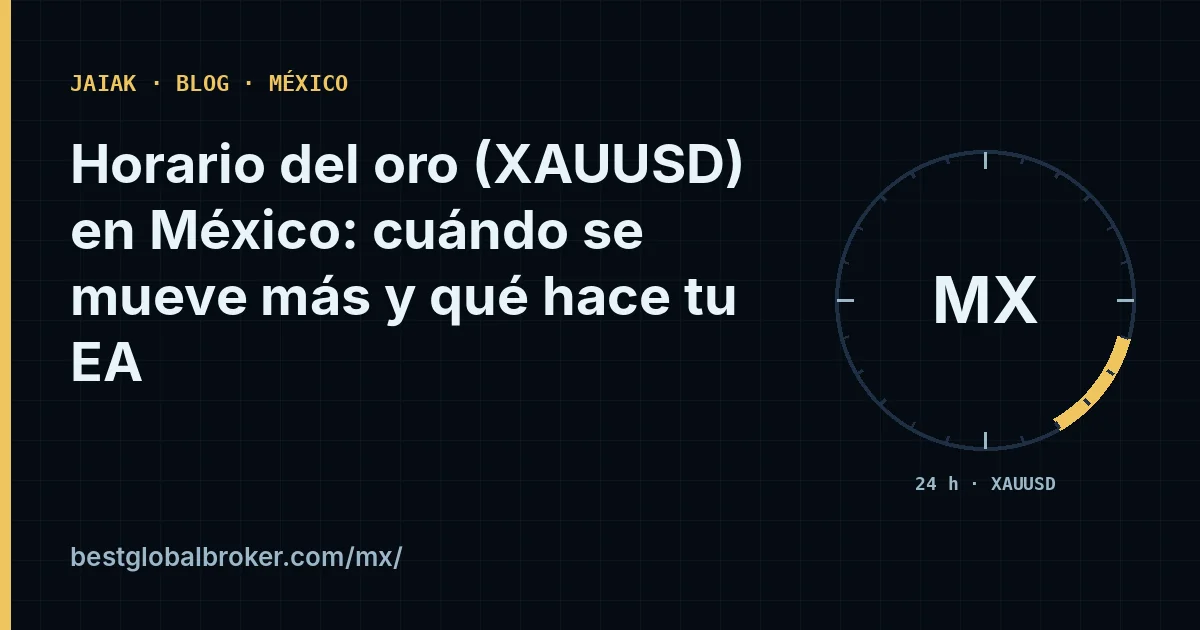 JAIAK · BLOG · MÉXICO
Horario del oro (XAUUSD)
en México: cuándo se
mueve más y qué hace tu
EA
MX
24 h · XAUUSD
bestglobalbroker.com/mx/